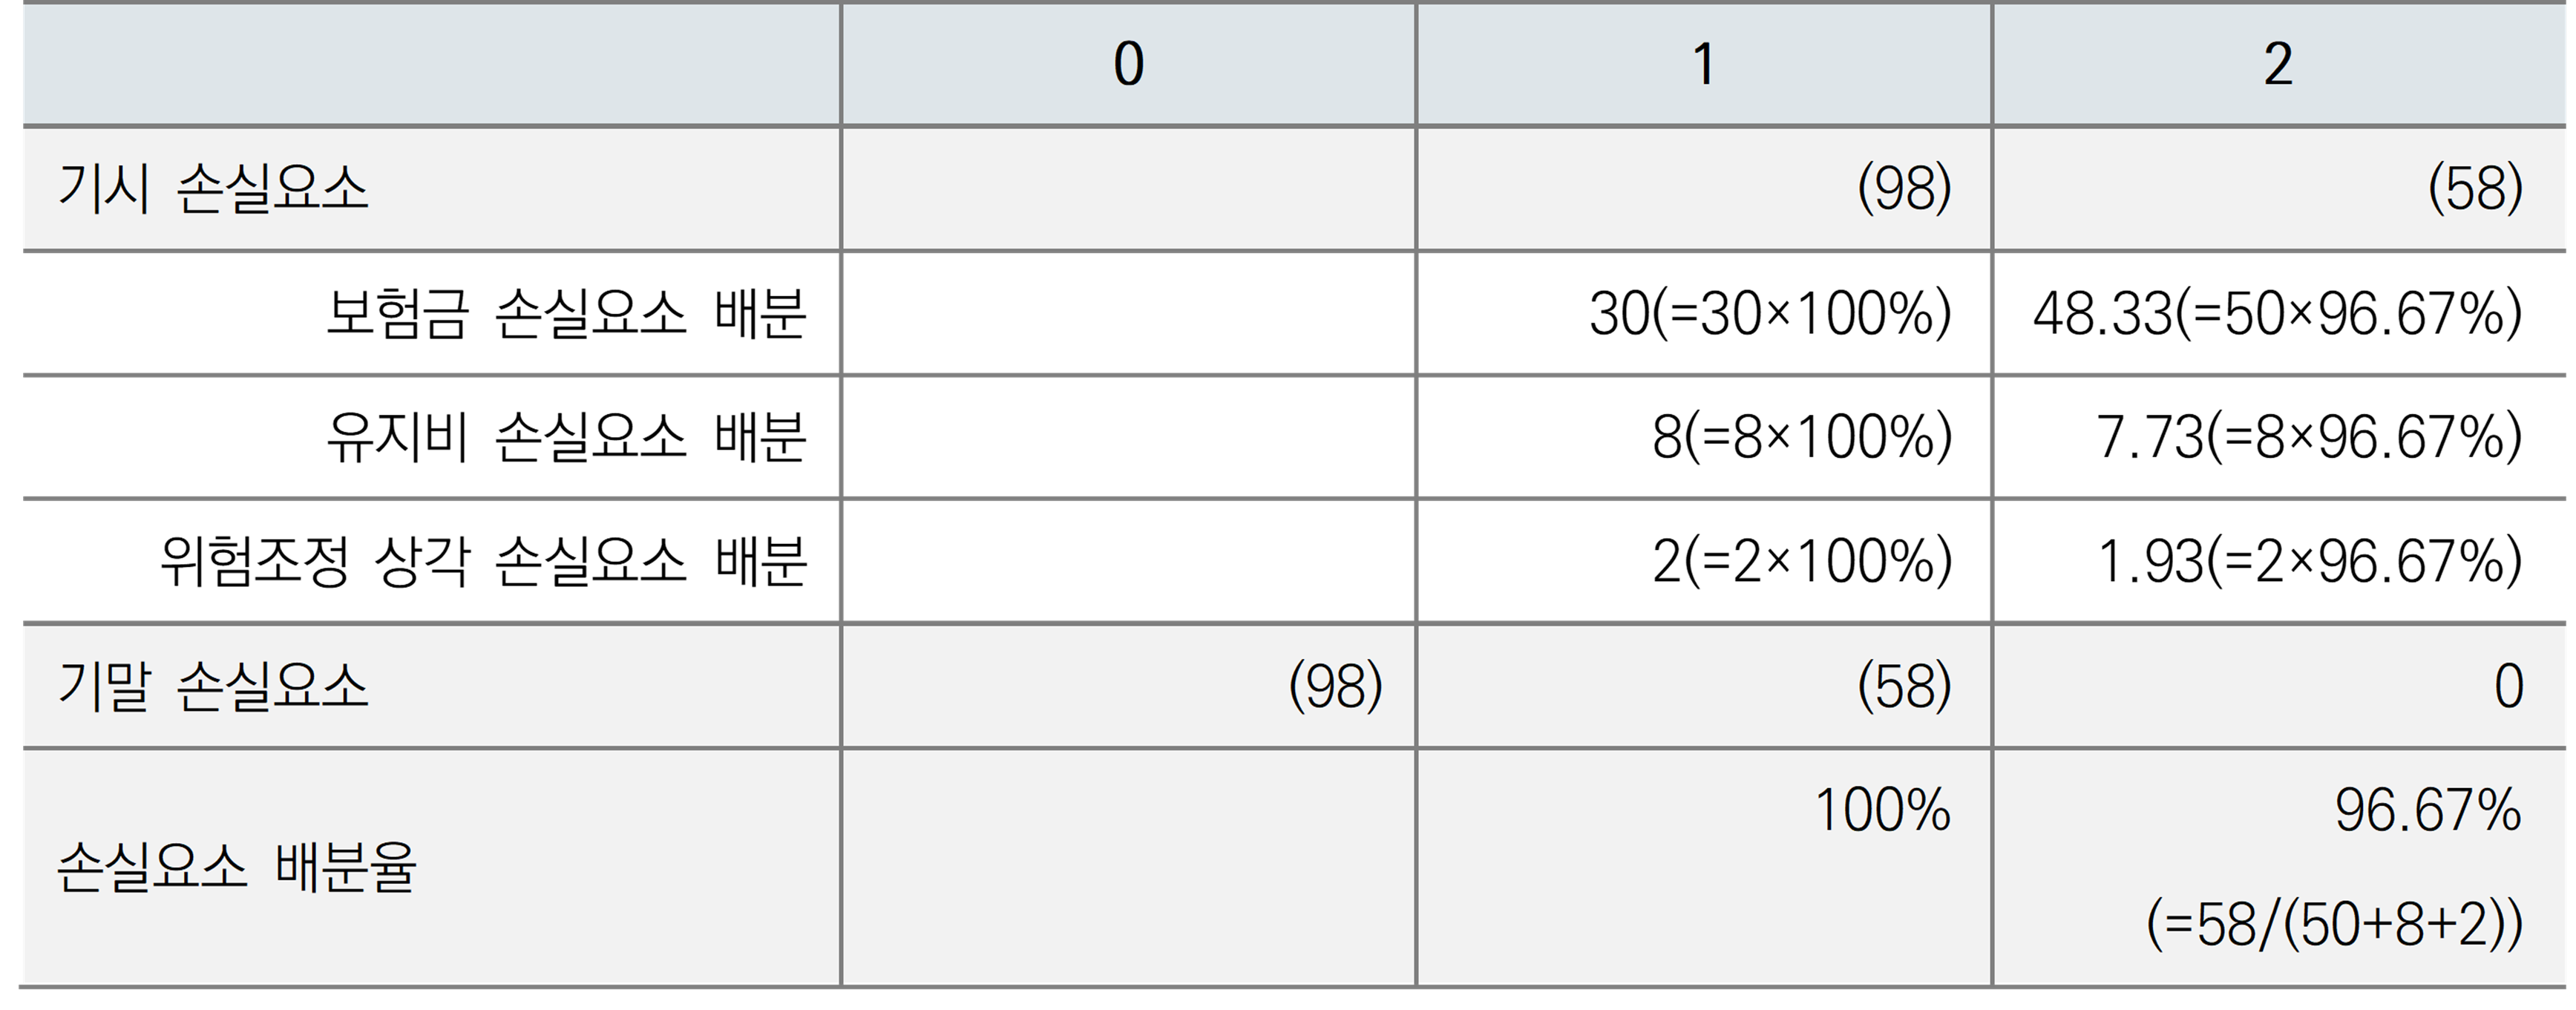 0 1 2
기시 손실요소 (98) (58)
보험금 손실요소 배분 30(=30×100%) 48.33(=50×96.67%)
유지비 손실요소 배분 8(=8×100%) 7.73(=8×96.67%)
위험조정 상각 손실요소 배분 2(=2×100%) 1.93(=2×96.67%)
기말 손실요소 (98) (58) 0
손실요소 배분율 100% 96.67%
(=58/(50+8+2))